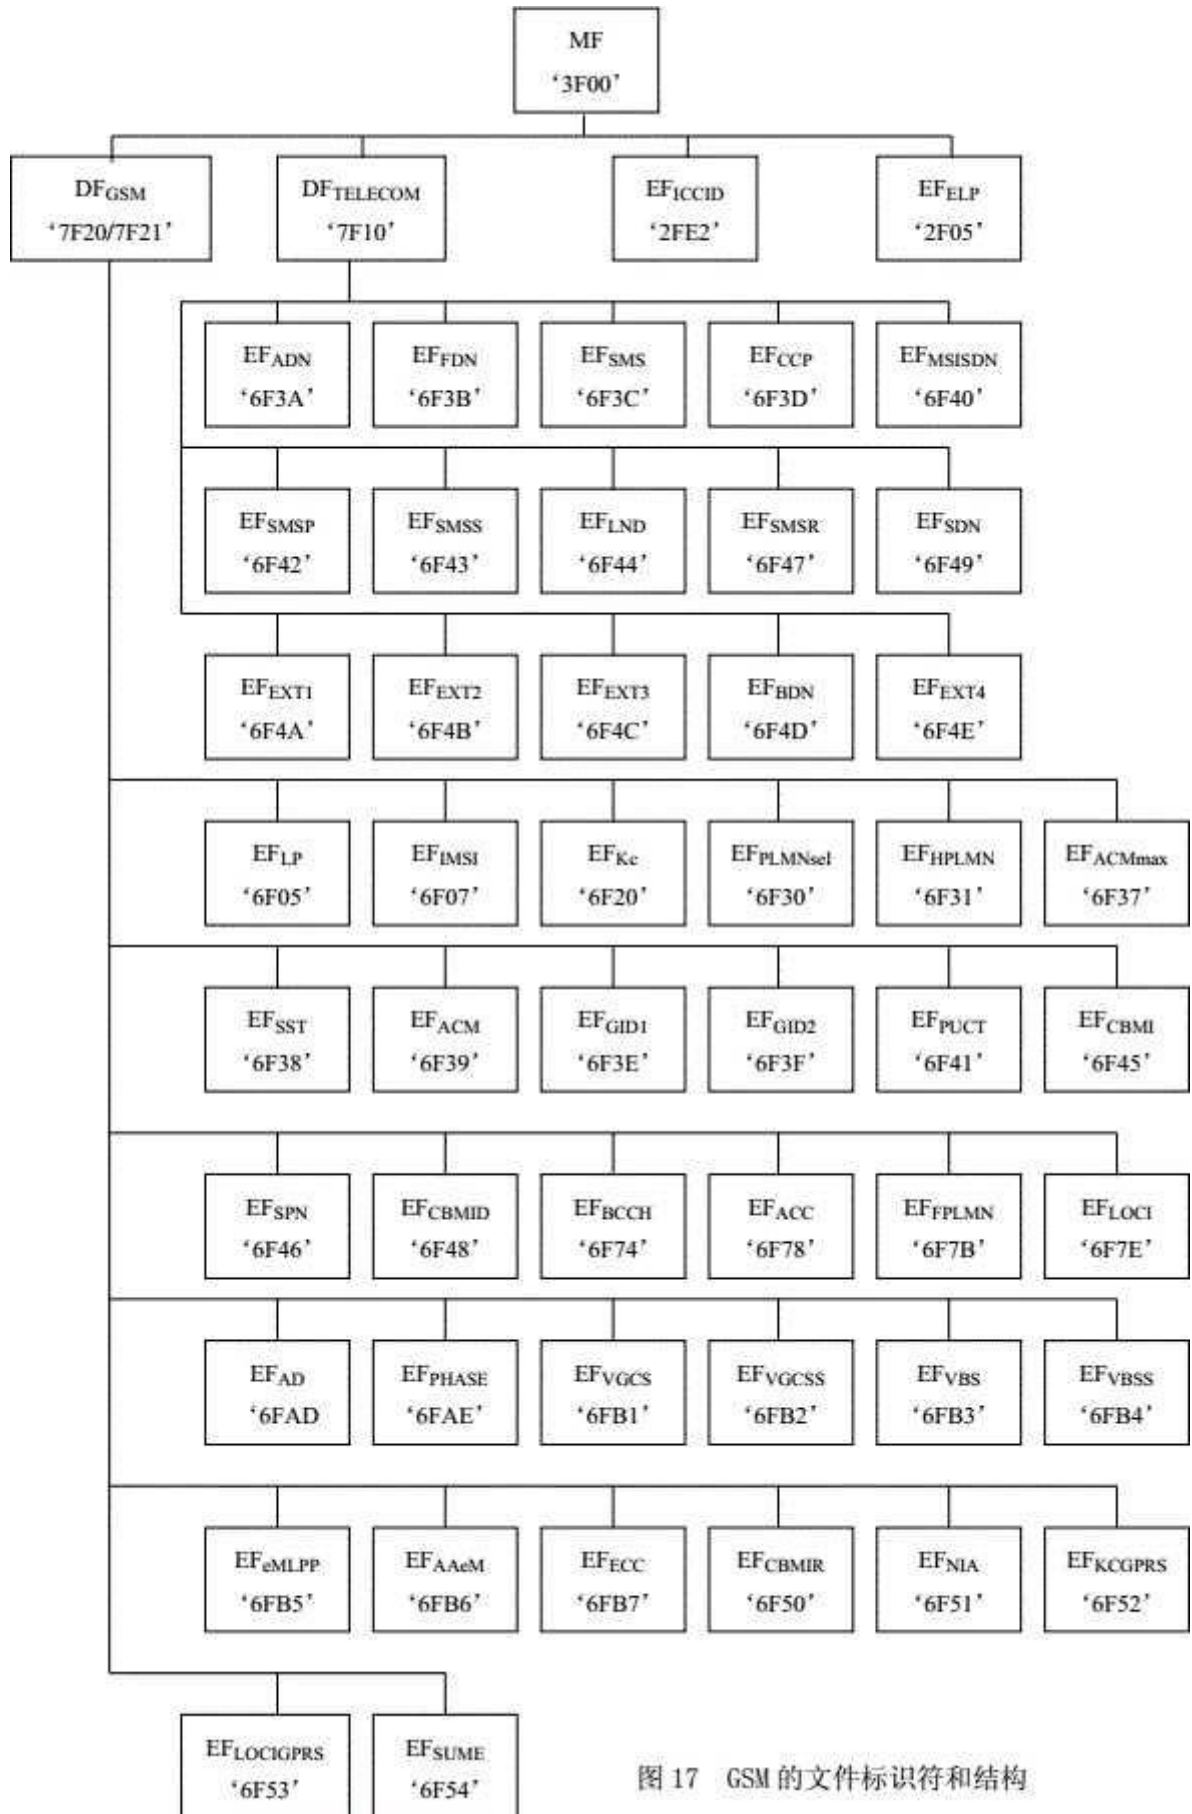 MF
‘3F00’
DFGSM
‘7F20/7F21’
DFTELECOM
‘7F10’
EFICCID
‘2FE2’
EFELP
‘2F05’
EFADN
‘6F3A’
EFFDN
‘6F3B’
EFSMS
‘6F3C’
EFCCP
‘6F3D’
EFMSISDN
‘6F40’
EFSMSP
‘6F42’
EFSMSS
‘6F43’
EFLND
‘6F44’
EFSMSR
‘6F47’
EFSDN
‘6F49’
EFEXT1
‘6F4A’
EFEXT2
‘6F4B’
EFEXT3
‘6F4C’
EFBDN
‘6F4D’
EFEXT4
‘6F4E’
EFLP
‘6F05’
EFIMSI
‘6F07’
EFKc
‘6F20’
EFPLMNsel
‘6F30’
EFHPLMN
‘6F31’
EFACMmax
‘6F37’
EFSST
‘6F38’
EFACM
‘6F39’
EFGID1
‘6F3E’
EFGID2
‘6F3F’
EFPUCT
‘6F41’
EFCBMI
‘6F45’
EFSPN
‘6F46’
EFCBMID
‘6F48’
EFBCCH
‘6F74’
EFACC
‘6F78’
EFFPLMN
‘6F7B’
EFLOCI
‘6F7E’
EFAD
‘6FAD
EFPHASE
‘6FAE’
EFVGCS
‘6FB1’
EFVGCSS
‘6FB2’
EFVBS
‘6FB3’
EFVBSS
‘6FB4’
EFeMLPP
‘6FB5’
EFAAeM
‘6FB6’
EFECC
‘6FB7’
EFCBMIR
‘6F50’
EFNIA
‘6F51’
EFKCGPRS
‘6F52’
EFLOCIGPRS
‘6F53’
EFSUME
‘6F54’
图 17 GSM 的文件标识符和结构